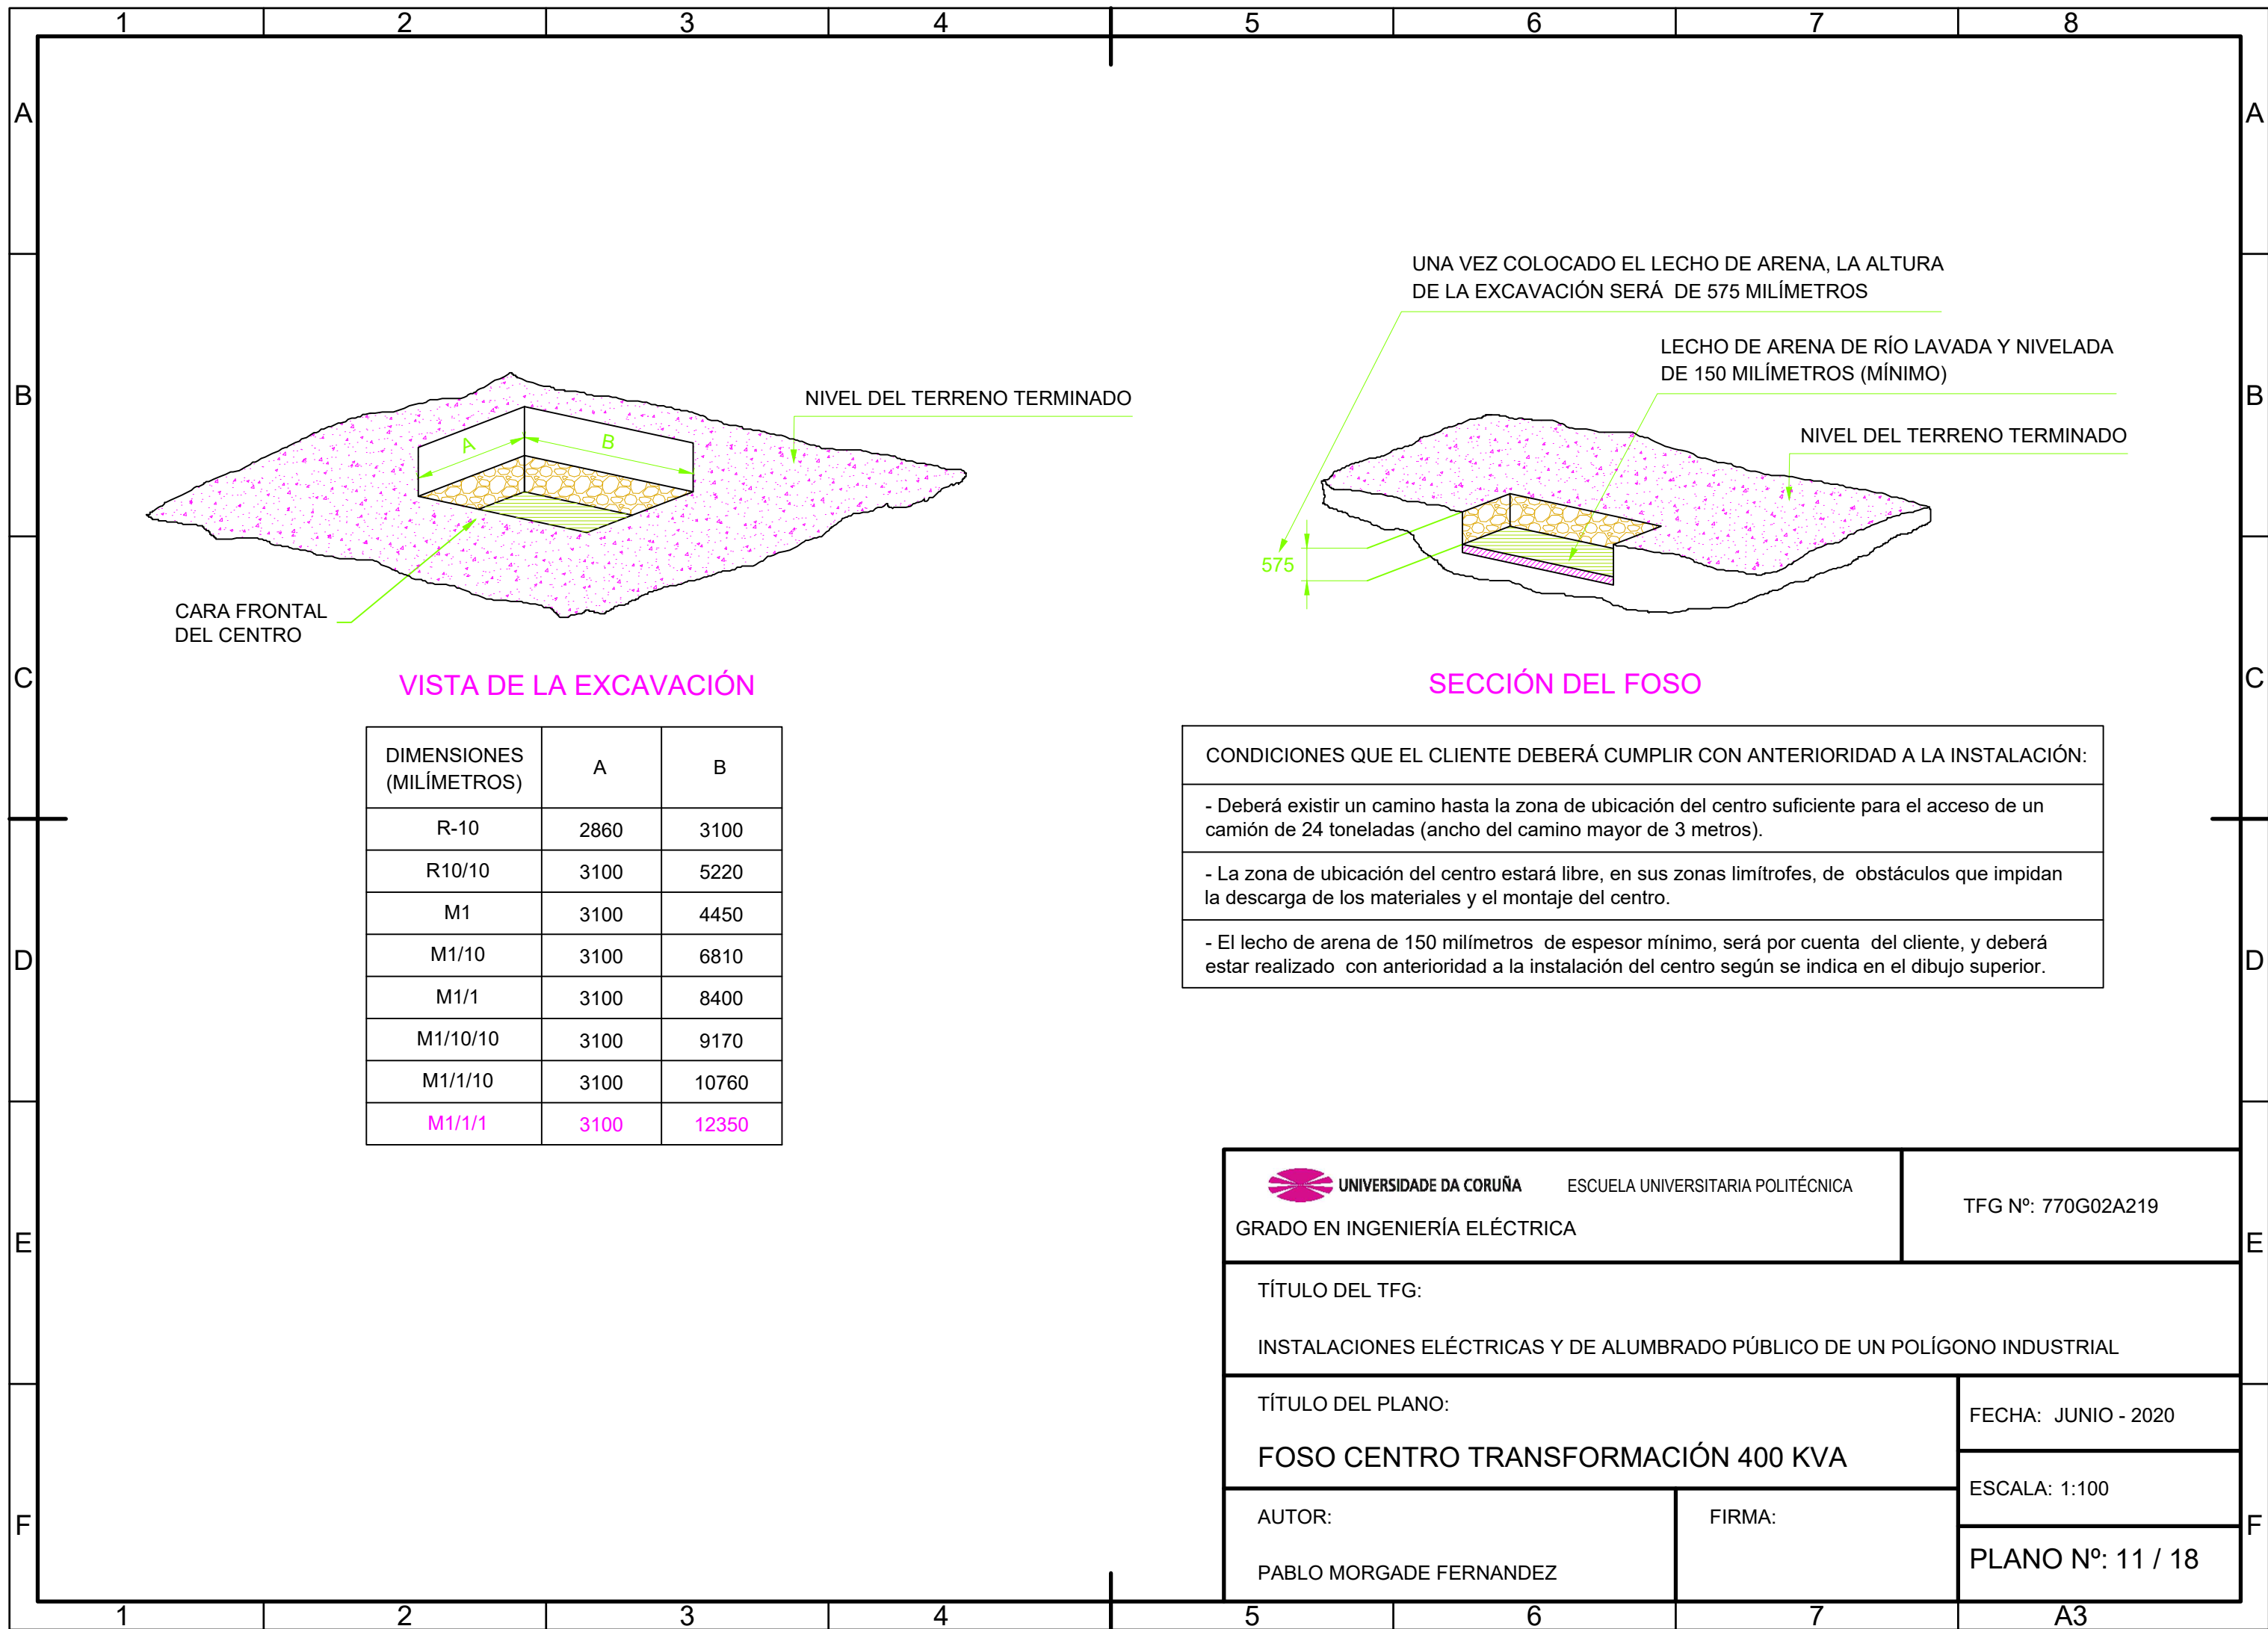 1 2 3 4 5 6 7 8
A A
B B
C C
D D
E E
F F
UNA VEZ COLOCADO EL LECHO DE ARENA, LA ALTURA
DE LA EXCAVACIÓN SERÁ DE 575 MILÍMETROS
LECHO DE ARENA DE RÍO LAVADA Y NIVELADA
DE 150 MILÍMETROS (MÍNIMO)
NIVEL DEL TERRENO TERMINADO
NIVEL DEL TERRENO TERMINADO
A B
575
CARA FRONTAL
DEL CENTRO
VISTA DE LA EXCAVACIÓN
SECCIÓN DEL FOSO
DIMENSIONES
(MILÍMETROS) A B
R-10 2860 3100
R10/10 3100 5220
M1 3100 4450
M1/10 3100 6810
M1/1 3100 8400
M1/10/10 3100 9170
M1/1/10 3100 10760
M1/1/1 3100 12350
CONDICIONES QUE EL CLIENTE DEBERÁ CUMPLIR CON ANTERIORIDAD A LA INSTALACIÓN:
- Deberá existir un camino hasta la zona de ubicación del centro suficiente para el acceso de un
camión de 24 toneladas (ancho del camino mayor de 3 metros).
- La zona de ubicación del centro estará libre, en sus zonas limítrofes, de obstáculos que impidan
la descarga de los materiales y el montaje del centro.
- El lecho de arena de 150 milímetros de espesor mínimo, será por cuenta del cliente, y deberá
estar realizado con anterioridad a la instalación del centro según se indica en el dibujo superior.
UNIVERSIDADE DA CORUÑA ESCUELA UNIVERSITARIA POLITÉCNICA
GRADO EN INGENIERÍA ELÉCTRICA
TFG Nº: 770G02A219
TÍTULO DEL TFG:
INSTALACIONES ELÉCTRICAS Y DE ALUMBRADO PÚBLICO DE UN POLÍGONO INDUSTRIAL
TÍTULO DEL PLANO:
FOSO CENTRO TRANSFORMACIÓN 400 KVA
FECHA: JUNIO - 2020
ESCALA: 1:100
AUTOR:
PABLO MORGADE FERNANDEZ
FIRMA:
PLANO Nº: 11 / 18
1 2 3 4 5 6 7 A3